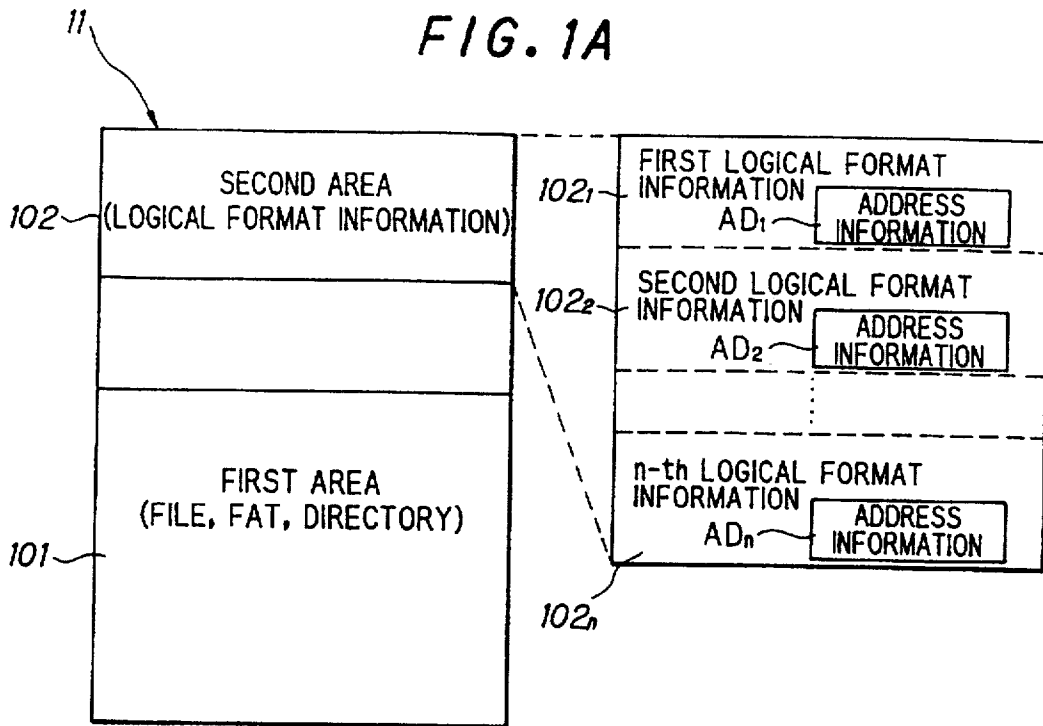 FIG. 1A
11
SECOND AREA
(LOGICAL FORMAT INFORMATION)
102
FIRST AREA
(FILE, FAT, DIRECTORY)
101
FIRST LOGICAL FORMAT
INFORMATION
102₁
AD₁
ADDRESS
INFORMATION
SECOND LOGICAL FORMAT
INFORMATION
102₂
AD₂
ADDRESS
INFORMATION
n-th LOGICAL FORMAT
INFORMATION
ADₙ
ADDRESS
INFORMATION
102ₙ